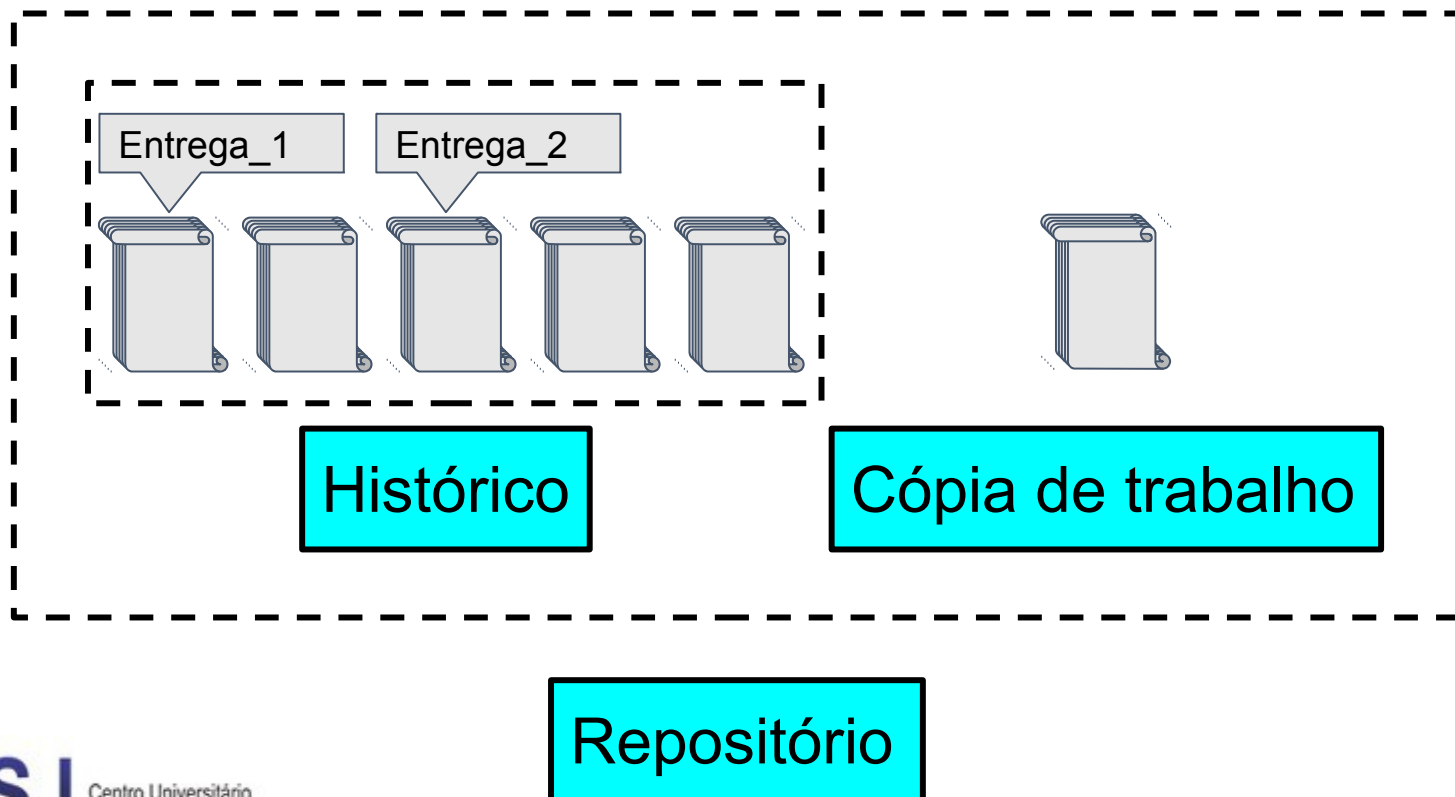 Entrega_1
Entrega_2
Histórico
Cópia de trabalho
Repositório
Centro Universitário